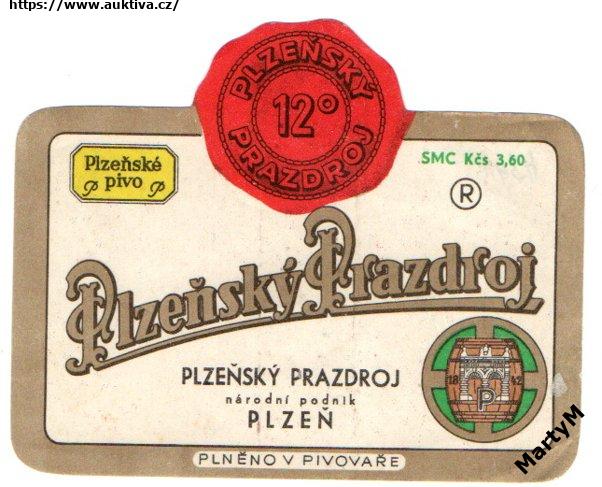 https://www.auktiva.cz/
PLZEŇSKÝ
12°
PRAZDROJ
Plzeňské
pivo
SMC Kčs 3,60
R
Plzeňský Prazdroj
PLZEŇSKÝ PRAZDROJ
národní podnik
PLZEŇ
18 42
P
PLNĚNO V PIVOVAŘE
MartyM